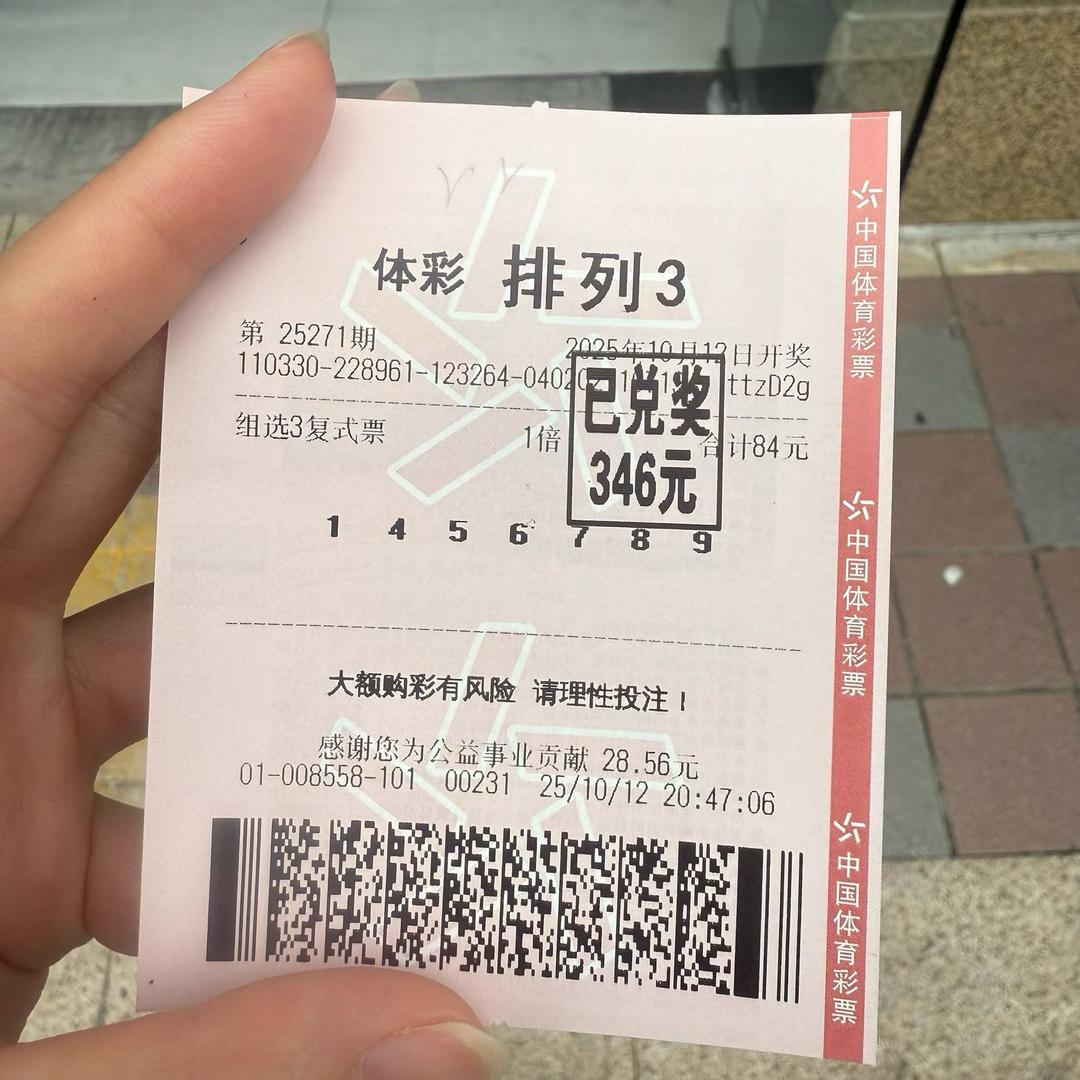 体彩 排列3
第 25271期 2025年10月12日开奖
110330-228961-123264-0402 ttzD2g
已兑奖
346元
组选3复式票 1倍 合计84元
1 4 5 6 7 8 9
大额购彩有风险 请理性投注！
感谢您为公益事业贡献 28.56元
01-008558-101 00231 25/10/12 20:47:06
中国体育彩票
中国体育彩票
中国体育彩票